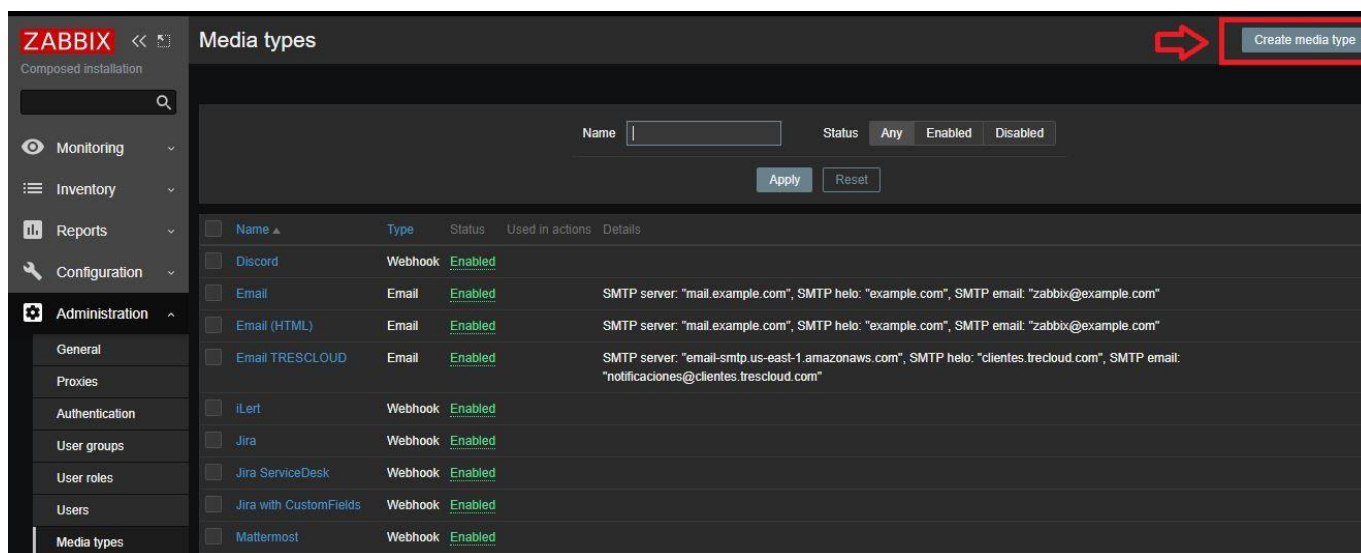 ZABBIX
Composed installation
Monitoring
Inventory
Reports
Configuration
Administration
General
Proxies
Authentication
User groups
User roles
Users
Media types
Media types
Create media type
Name
Status Any Enabled Disabled
Apply Reset
Name Type Status Used in actions Details
Discord Webhook Enabled
Email Email Enabled SMTP server: "mail.example.com", SMTP helo: "example.com", SMTP email: "zabbix@example.com"
Email (HTML) Email Enabled SMTP server: "mail.example.com", SMTP helo: "example.com", SMTP email: "zabbix@example.com"
Email TRESCLOUD Email Enabled SMTP server: "email-smtp.us-east-1.amazonaws.com", SMTP helo: "clientes.trecloud.com", SMTP email:
"notificaciones@clientes.trescloud.com"
iLert Webhook Enabled
Jira Webhook Enabled
Jira ServiceDesk Webhook Enabled
Jira with CustomFields Webhook Enabled
Mattermost Webhook Enabled